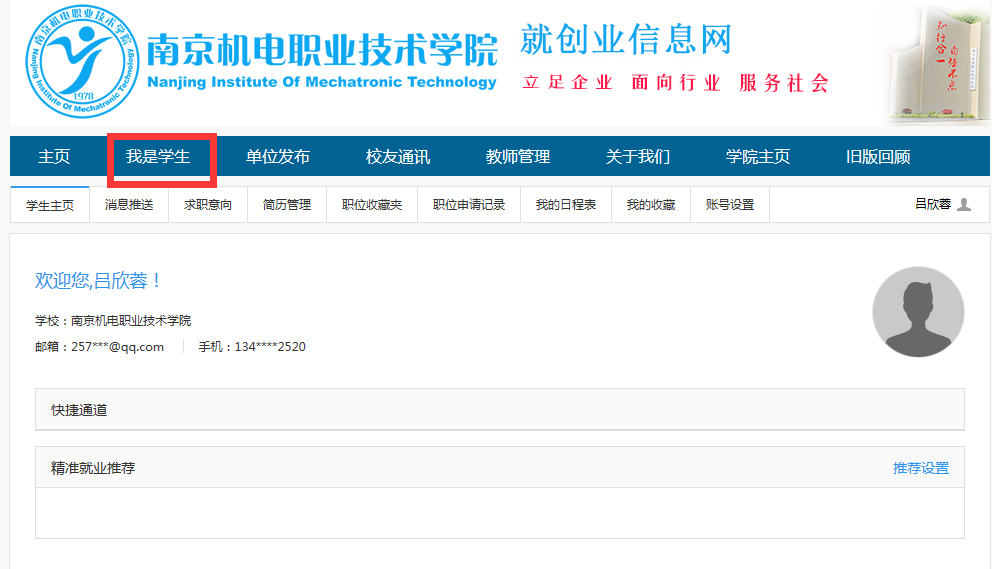 南京机电职业技术学院
Nanjing Institute Of Mechatronic Technology
1978
南京机电职业技术学院
Nanjing Institute Of Mechatronic Technology
就创业信息网
立足企业 面向行业 服务社会
知行合一
自强不息
主页 我是学生 单位发布 校友通讯 教师管理 关于我们 学院主页 旧版回顾
学生主页 消息推送 求职意向 简历管理 职位收藏夹 职位申请记录 我的日程表 我的收藏 账号设置 吕欣蓉
欢迎您,吕欣蓉！
学校：南京机电职业技术学院
邮箱：257***@qq.com 手机：134****2520
快捷通道
精准就业推荐 推荐设置